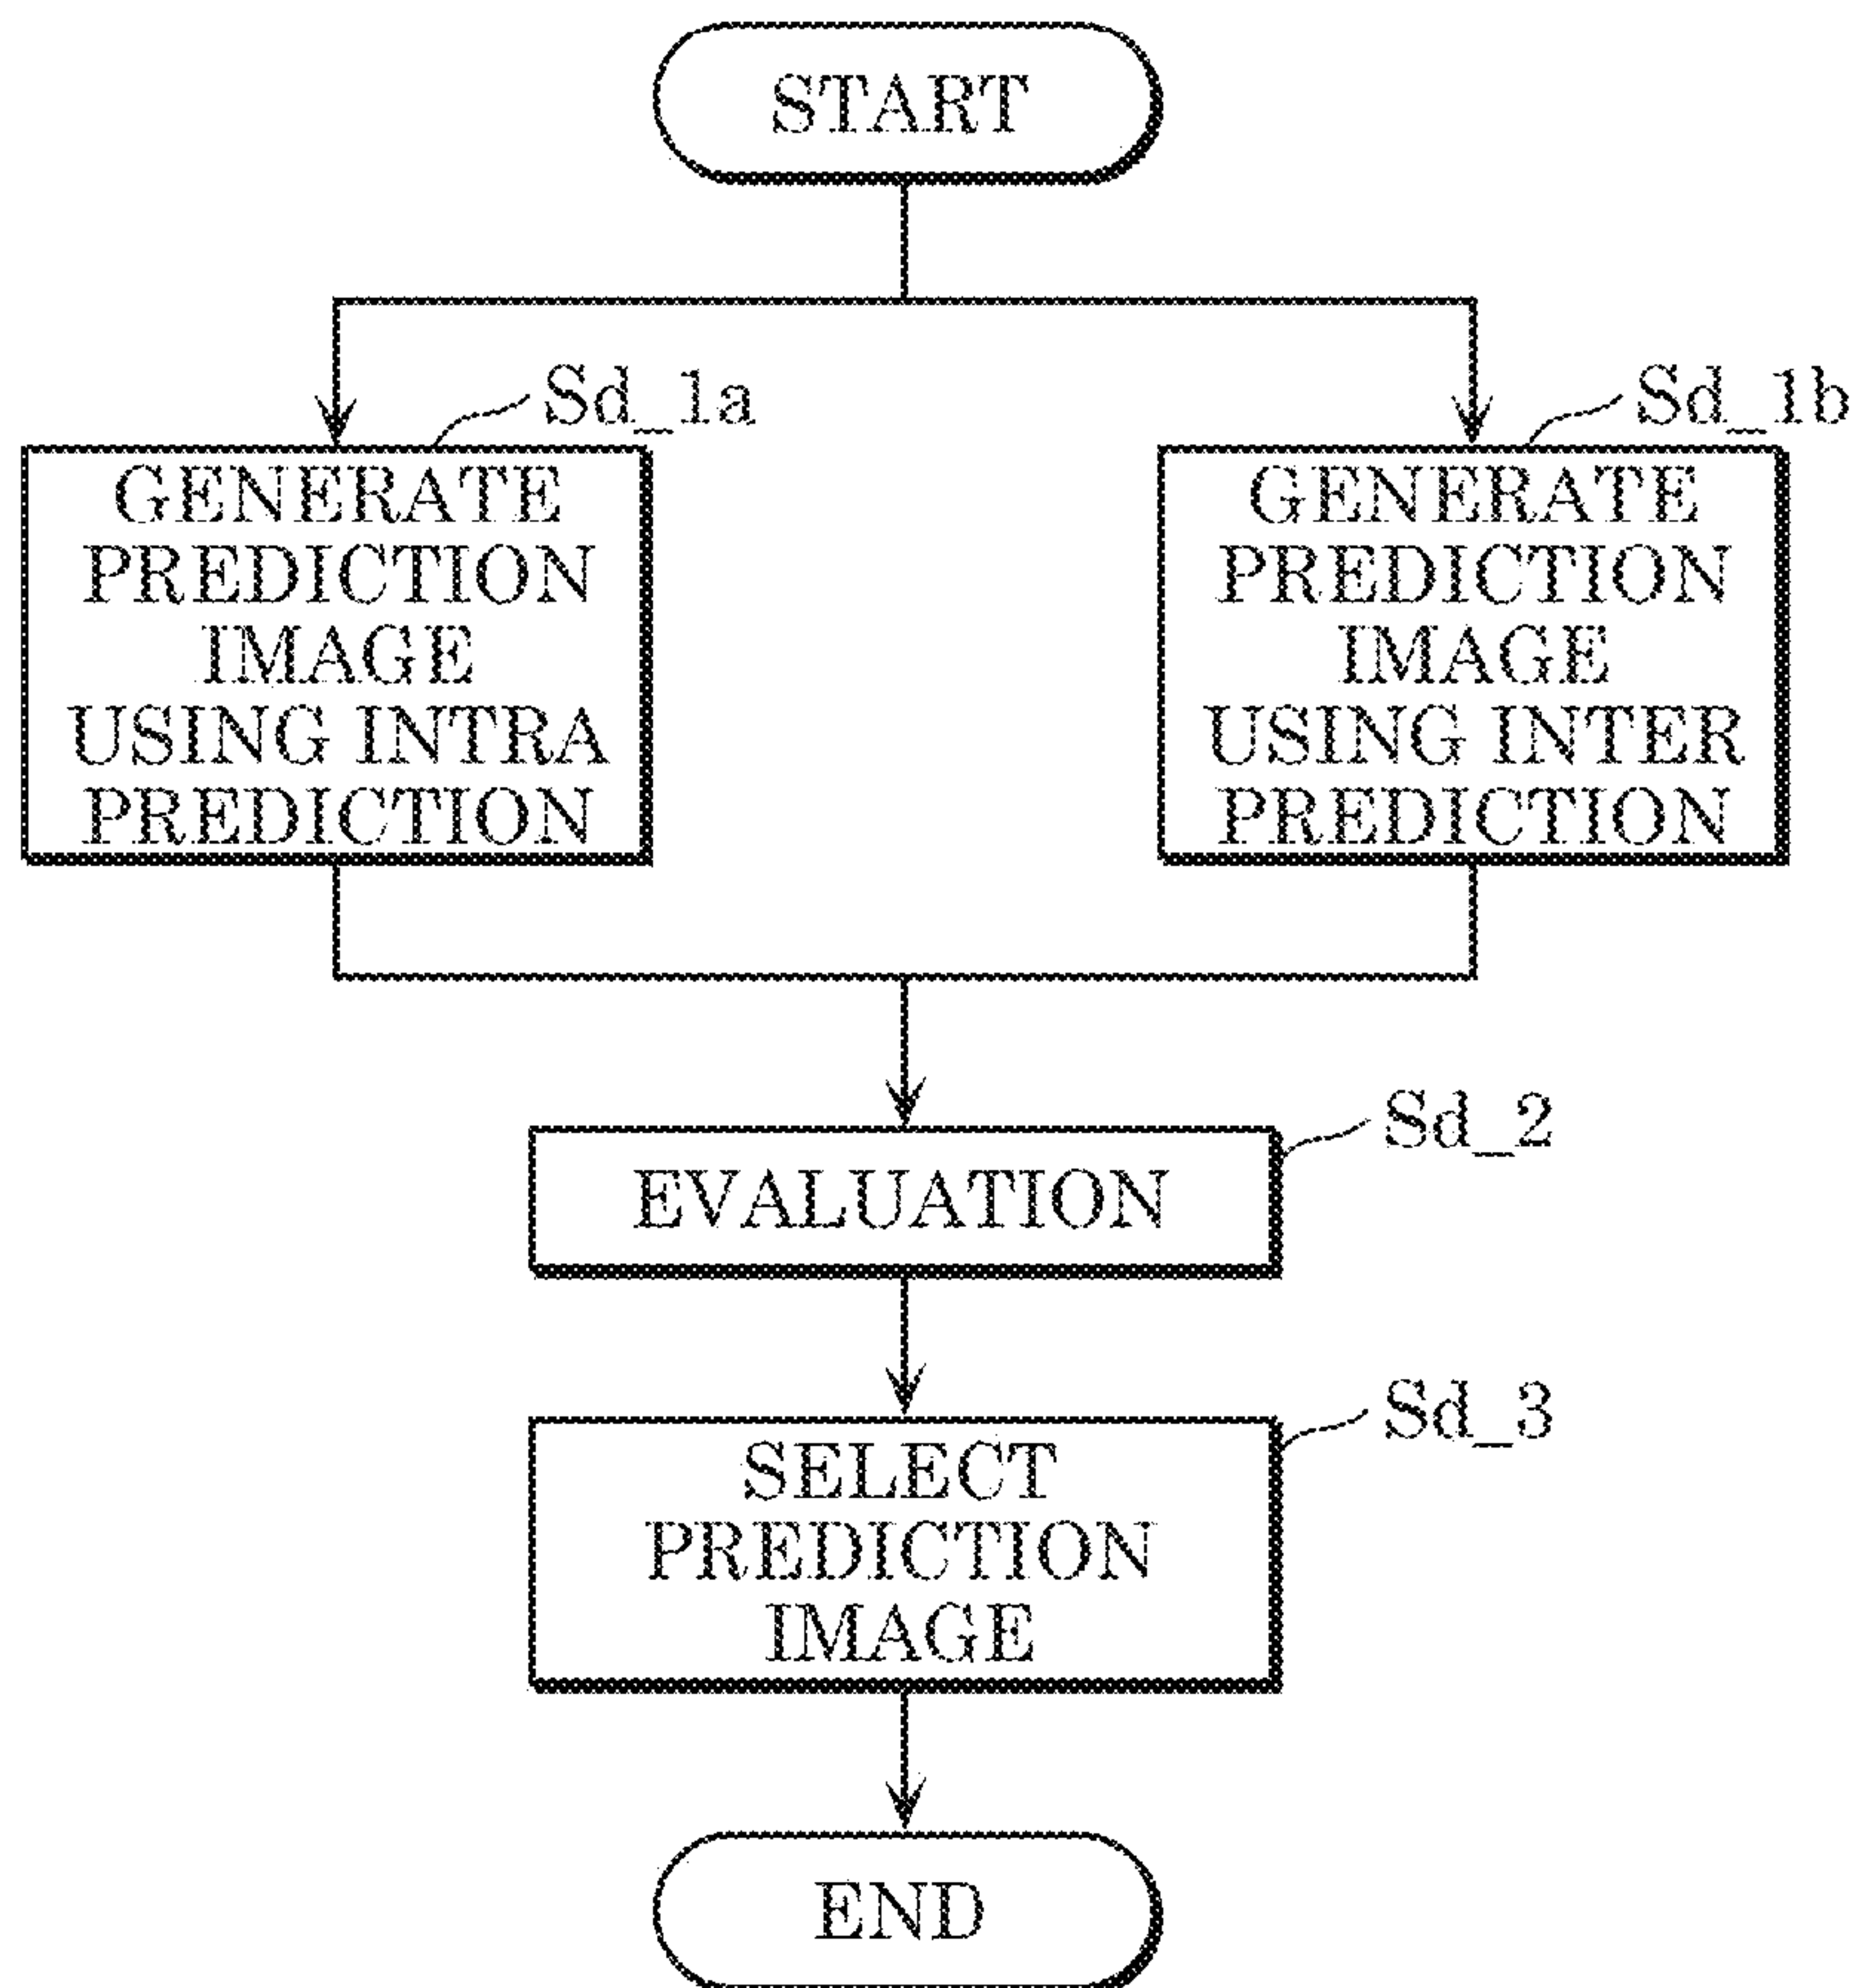 START
Sd_1a
GENERATE
PREDICTION
IMAGE
USING INTRA
PREDICTION
Sd_1b
GENERATE
PREDICTION
IMAGE
USING INTER
PREDICTION
Sd_2
EVALUATION
Sd_3
SELECT
PREDICTION
IMAGE
END